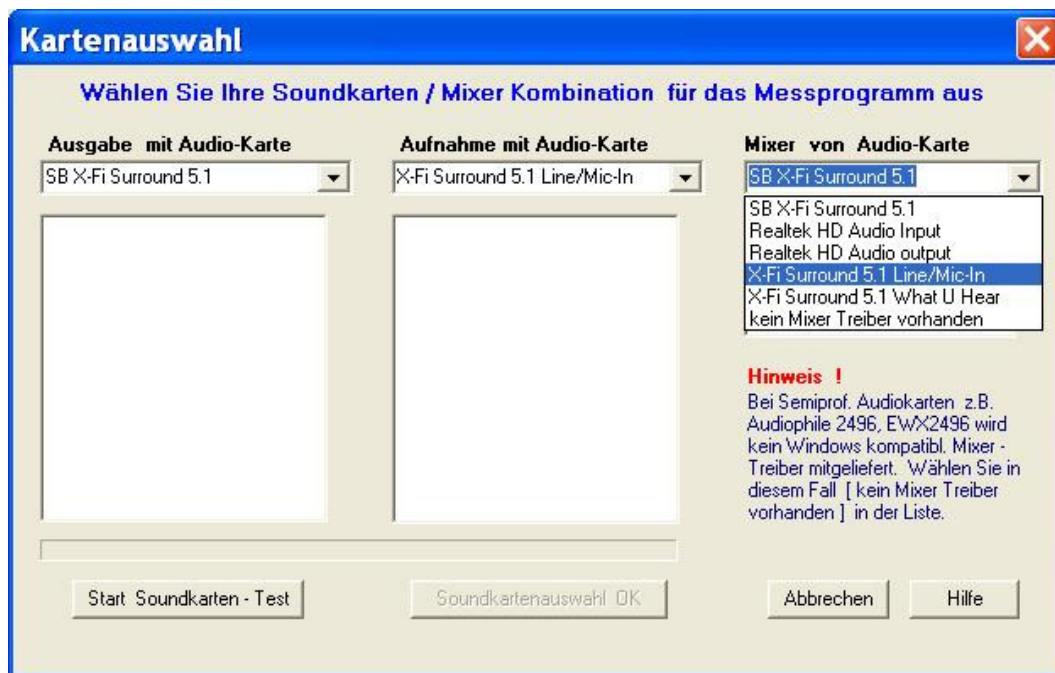 Kartenauswahl
Wählen Sie Ihre Soundkarten / Mixer Kombination für das Messprogramm aus
Ausgabe mit Audio-Karte
SB X-Fi Surround 5.1
Aufnahme mit Audio-Karte
X-Fi Surround 5.1 Line/Mic-In
Mixer von Audio-Karte
SB X-Fi Surround 5.1
SB X-Fi Surround 5.1
Realtek HD Audio Input
Realtek HD Audio output
X-Fi Surround 5.1 Line/Mic-In
X-Fi Surround 5.1 What U Hear
kein Mixer Treiber vorhanden
Hinweis !
Bei Semiprof. Audiokarten z.B.
Audiophile 2496, EWX2496 wird
kein Windows kompatibl. Mixer -
Treiber mitgeliefert. Wählen Sie in
diesem Fall [ kein Mixer Treiber
vorhanden ] in der Liste.
Start Soundkarten - Test
Soundkartenauswahl OK
Abbrechen
Hilfe